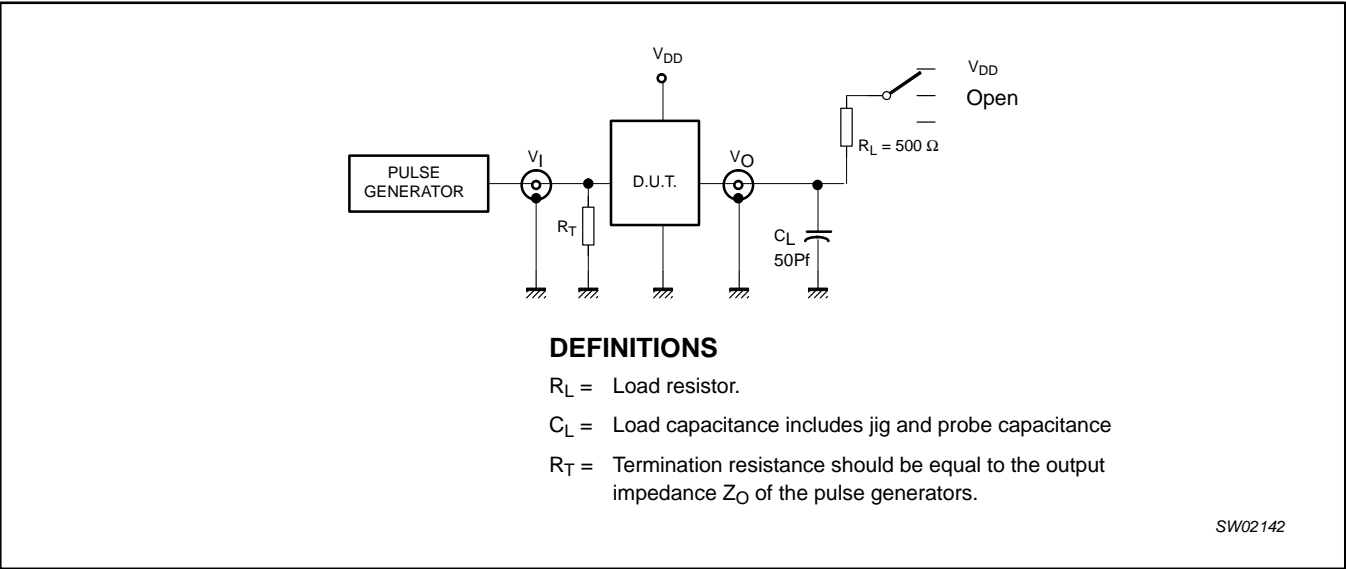 VDD
VDD
Open
RL = 500 Ω
PULSE
GENERATOR
VI
D.U.T.
VO
RT
CL
50Pf
DEFINITIONS
RL = Load resistor.
CL = Load capacitance includes jig and probe capacitance
RT = Termination resistance should be equal to the output
impedance ZO of the pulse generators.
SW02142